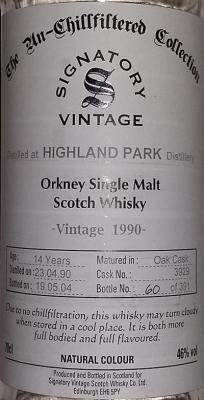 The Un-Chillfiltered Collection
SIGNATORY
S
VINTAGE
Distilled at HIGHLAND PARK Distillery
Orkney Single Malt
Scotch Whisky
-Vintage 1990-
Age: 14 Years Matured in: Oak Cask
Distilled on: 23.04.90 Cask No.: 3929
Bottled on: 19.05.04 Bottle No.: 60 of 391
Due to no chillfiltration, this whisky may turn cloudy
when stored in a cool place. It is both more
full bodied and full flavoured.
70cl NATURAL COLOUR 46% vol
Produced and Bottled in Scotland for
Signatory Vintage Scotch Whisky Co. Ltd.
Edinburgh EH6 5PY